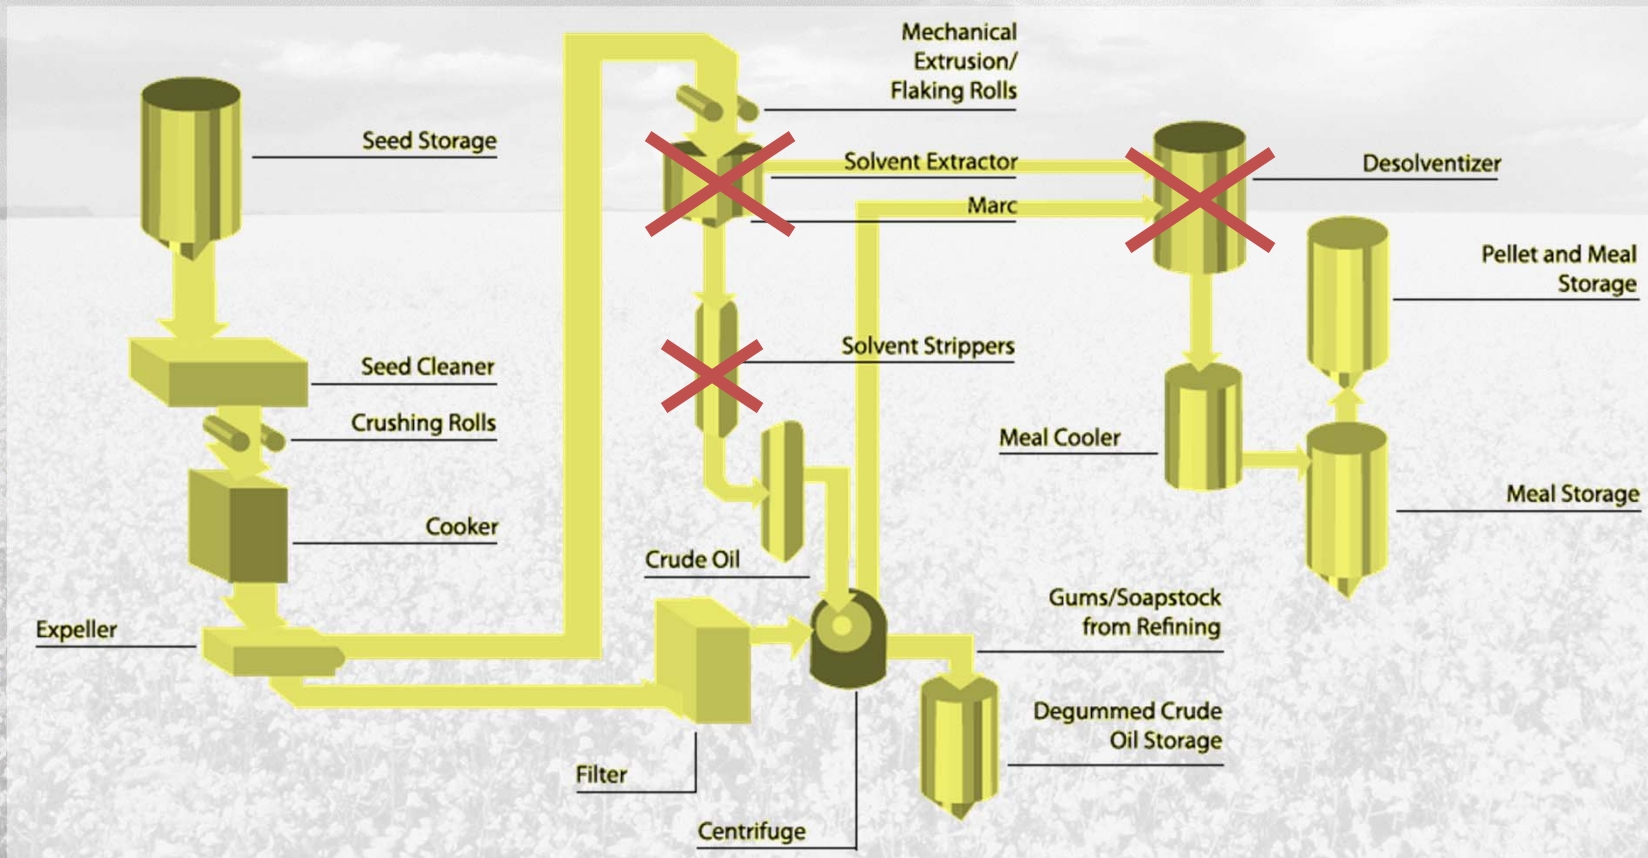 Seed Storage
Seed Cleaner
Crushing Rolls
Cooker
Expeller
Mechanical
Extrusion/
Flaking Rolls
Solvent Extractor
Marc
Solvent Strippers
Crude Oil
Filter
Centrifuge
Desolventizer
Pellet and Meal
Storage
Meal Cooler
Meal Storage
Gums/Soapstock
from Refining
Degummed Crude
Oil Storage